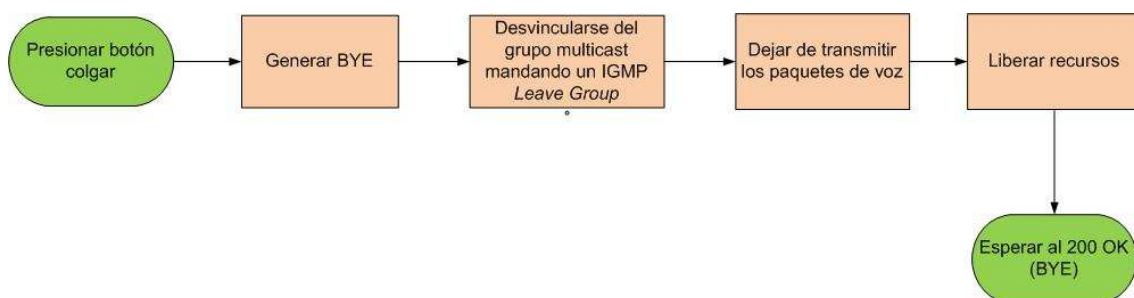 Presionar botón
colgar
Generar BYE
Desvincularse del
grupo multicast
mandando un IGMP
Leave Group
Dejar de transmitir
los paquetes de voz
Liberar recursos
Esperar al 200 OK
(BYE)